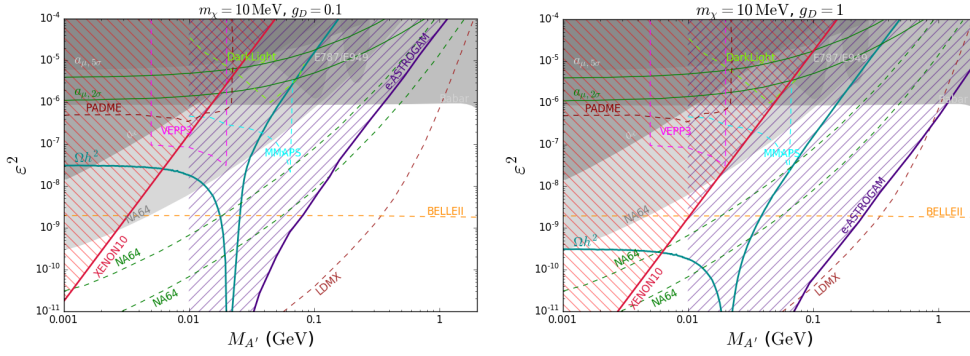 m_χ = 10 MeV, g_D = 0.1
10^-4
10^-5
10^-6
10^-7
10^-8
10^-9
10^-10
10^-11
ε^2
a_μ,5σ
a_μ,2σ
DarkLight
E787/E949
e-ASTROGAM
PADME
VEPP3
MMAPS
Ωh^2
NA64
BELLEII
XENON10
NA64
NA64
LDMX
0.001
0.01
0.1
1
M_A' (GeV)
m_χ = 10 MeV, g_D = 1
10^-4
10^-5
10^-6
10^-7
10^-8
10^-9
10^-10
10^-11
ε^2
a_μ,5σ
a_μ,2σ
DarkLight
E787/E949
PADME
VEPP3
MMAPS
NA64
BELLEII
e-ASTROGAM
Ωh^2
NA64
XENON10
NA64
LDMX
0.001
0.01
0.1
1
M_A' (GeV)